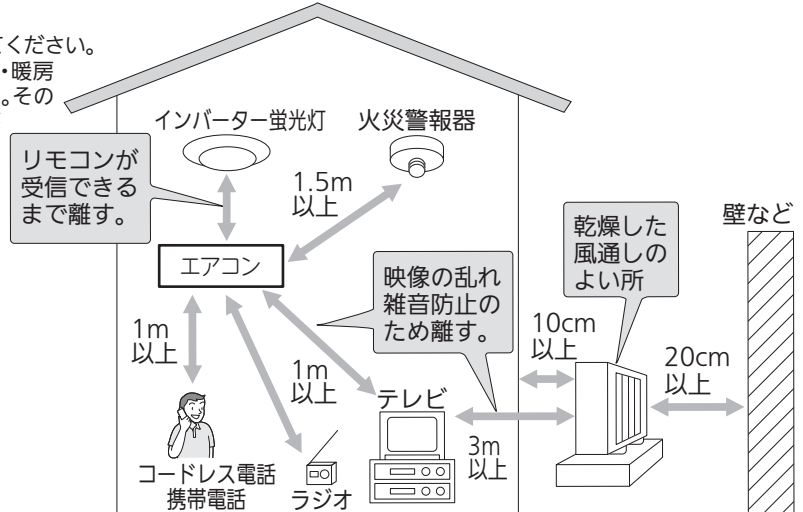 てください。
・暖房
。その
インバーター蛍光灯
火災警報器
リモコンが
受信できる
まで離す。
1.5m
以上
壁など
乾燥した
風通しの
よい所
エアコン
映像の乱れ
雑音防止の
ため離す。
1m
以上
10cm
以上
20cm
以上
1m
以上
テレビ
3m
以上
コードレス電話
携帯電話
ラジオ